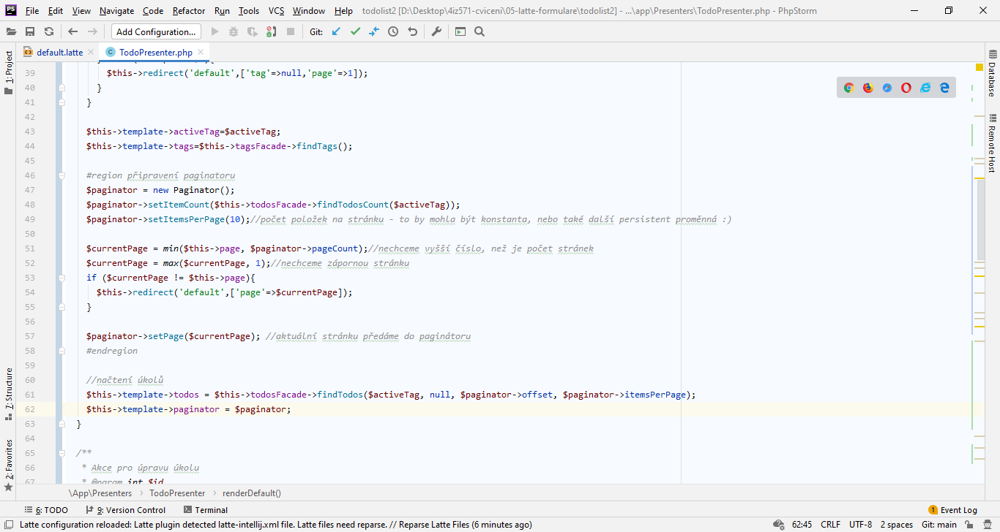 PS File Edit View Navigate Code Refactor Run Tools VCS Window Help todolist2 [D:\Desktop\4iz571-cviceni\05-latte-formulare\todolist2] - ...\app\Presenters\TodoPresenter.php - PhpStorm
Add Configuration... Git:
1: Project
default.latte C TodoPresenter.php
Database
Remote Host
39 $this->redirect('default',['tag'=>null,'page'=>1]);
40 }
41 }
42
43 $this->template->activeTag=$activeTag;
44 $this->template->tags=$this->tagsFacade->findTags();
45
46 #region připravení paginatoru
47 $paginator = new Paginator();
48 $paginator->setItemCount($this->todosFacade->findTodosCount($activeTag));
49 $paginator->setItemsPerPage(10);//počet položek na stránku - to by mohla být konstanta, nebo také další persistent proměnná :)
50
51 $currentPage = min($this->page, $paginator->pageCount);//nechceme vyšší číslo, než je počet stránek
52 $currentPage = max($currentPage, 1);//nechceme zápornou stránku
53 if ($currentPage != $this->page){
54 $this->redirect('default',['page'=>$currentPage]);
55 }
56
57 $paginator->setPage($currentPage); //aktuální stránku předáme do paginátoru
58 #endregion
59
60 //načtení úkolů
61 $this->template->todos = $this->todosFacade->findTodos($activeTag, null, $paginator->offset, $paginator->itemsPerPage);
62 $this->template->paginator = $paginator;
63 }
64
65 /**
66 * Akce pro úpravu úkolu
67 * @param int $id
7: Structure
2: Favorites
\App\Presenters TodoPresenter renderDefault()
6: TODO 9: Version Control Terminal 1 Event Log
Latte configuration reloaded: Latte plugin detected latte-intellij.xml file. Latte files need reparse. // Reparse Latte Files (6 minutes ago) 62:45 CRLF UTF-8 2 spaces Git: main